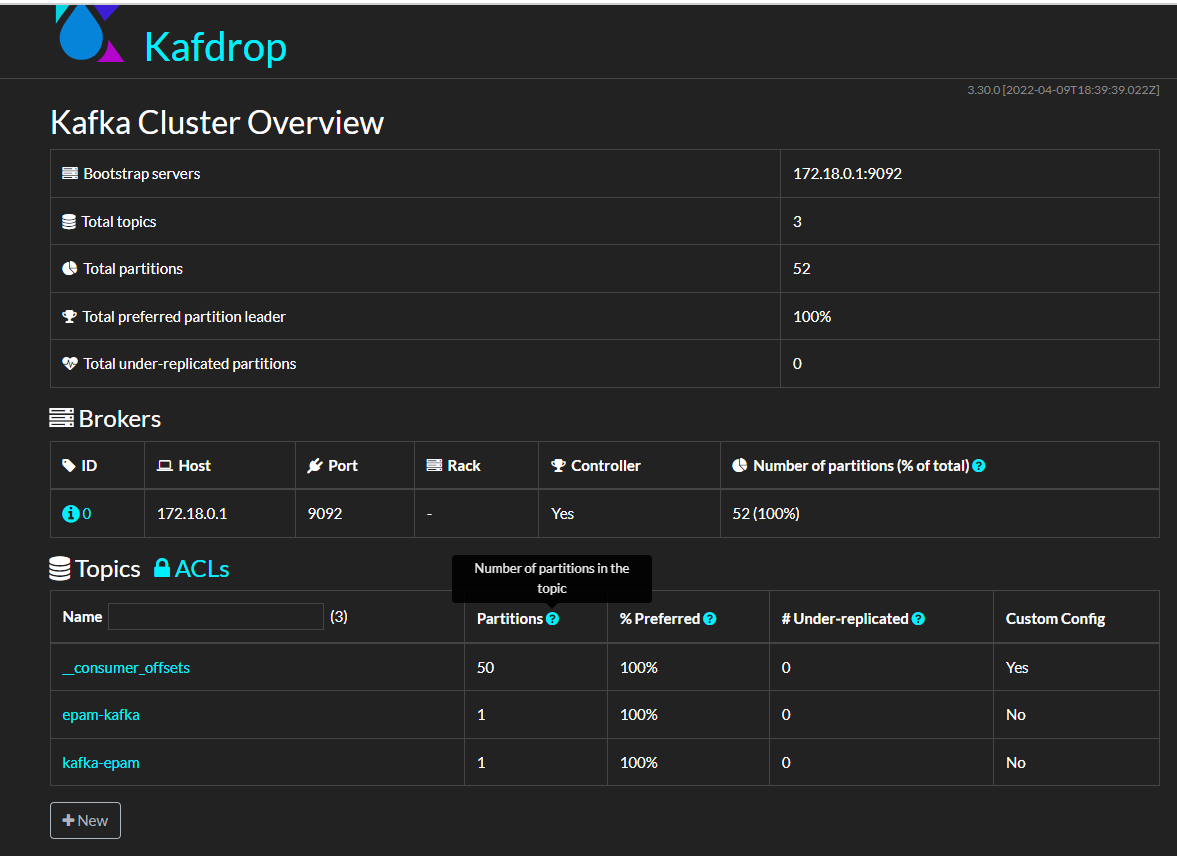 Kafdrop
3.30.0 [2022-04-09T18:39:39.022Z]
Kafka Cluster Overview
Bootstrap servers 172.18.0.1:9092
Total topics 3
Total partitions 52
Total preferred partition leader 100%
Total under-replicated partitions 0
Brokers
ID Host Port Rack Controller Number of partitions (% of total)
0 172.18.0.1 9092 - Yes 52 (100%)
Topics ACLs
Number of partitions in the
topic
Name (3) Partitions % Preferred # Under-replicated Custom Config
__consumer_offsets 50 100% 0 Yes
epam-kafka 1 100% 0 No
kafka-epam 1 100% 0 No
New